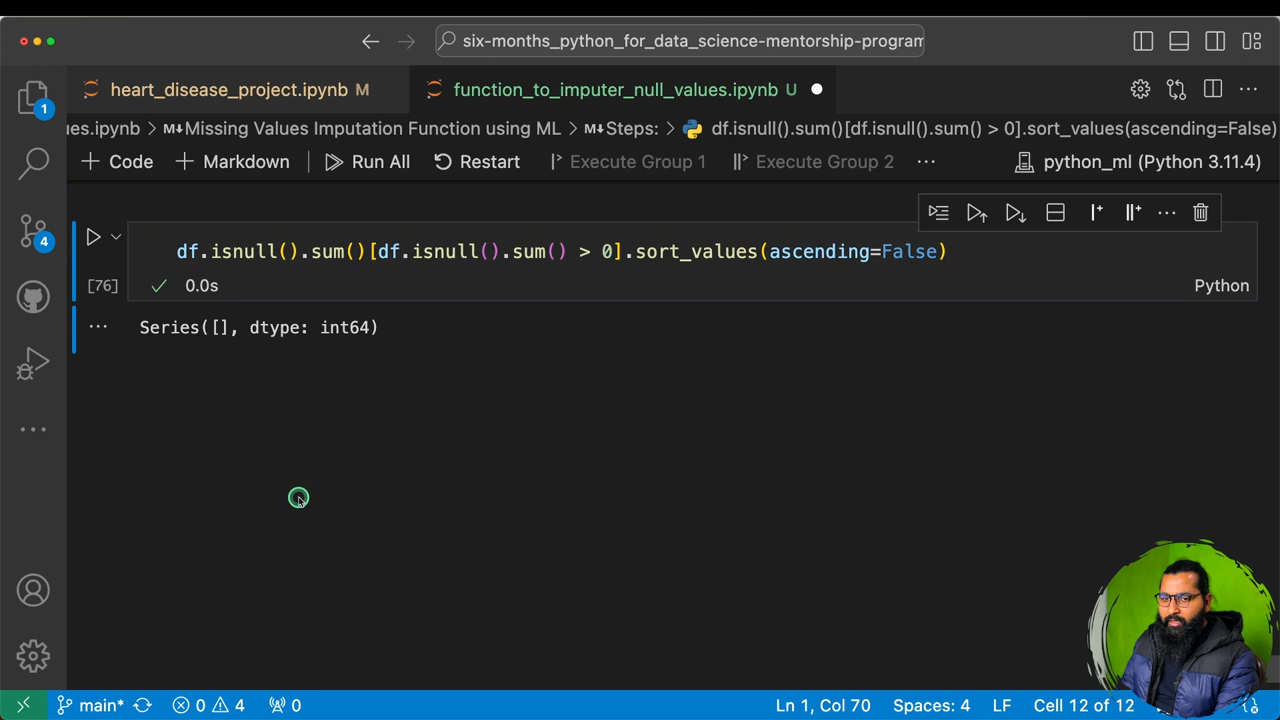 six-months_python_for_data_science-mentorship-program
heart_disease_project.ipynb M
function_to_imputer_null_values.ipynb U
ues.ipynb > M↓Missing Values Imputation Function using ML > M↓Steps: > df.isnull().sum()[df.isnull().sum() > 0].sort_values(ascending=False)
+ Code + Markdown Run All Restart Execute Group 1 Execute Group 2 ... python_ml (Python 3.11.4)
1
df.isnull().sum()[df.isnull().sum() > 0].sort_values(ascending=False)
4
[76] ✓ 0.0s Python
... Series([], dtype: int64)
main* 0 4 0 Ln 1, Col 70 Spaces: 4 LF Cell 12 of 12